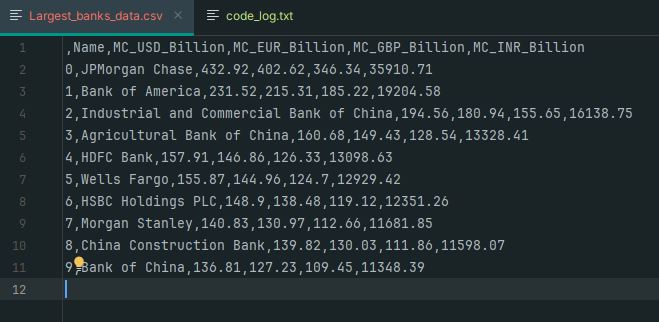 Largest_banks_data.csv × code_log.txt
1 ,Name,MC_USD_Billion,MC_EUR_Billion,MC_GBP_Billion,MC_INR_Billion
2 0,JPMorgan Chase,432.92,402.62,346.34,35910.71
3 1,Bank of America,231.52,215.31,185.22,19204.58
4 2,Industrial and Commercial Bank of China,194.56,180.94,155.65,16138.75
5 3,Agricultural Bank of China,160.68,149.43,128.54,13328.41
6 4,HDFC Bank,157.91,146.86,126.33,13098.63
7 5,Wells Fargo,155.87,144.96,124.7,12929.42
8 6,HSBC Holdings PLC,148.9,138.48,119.12,12351.26
9 7,Morgan Stanley,140.83,130.97,112.66,11681.85
10 8,China Construction Bank,139.82,130.03,111.86,11598.07
11 9,Bank of China,136.81,127.23,109.45,11348.39
12